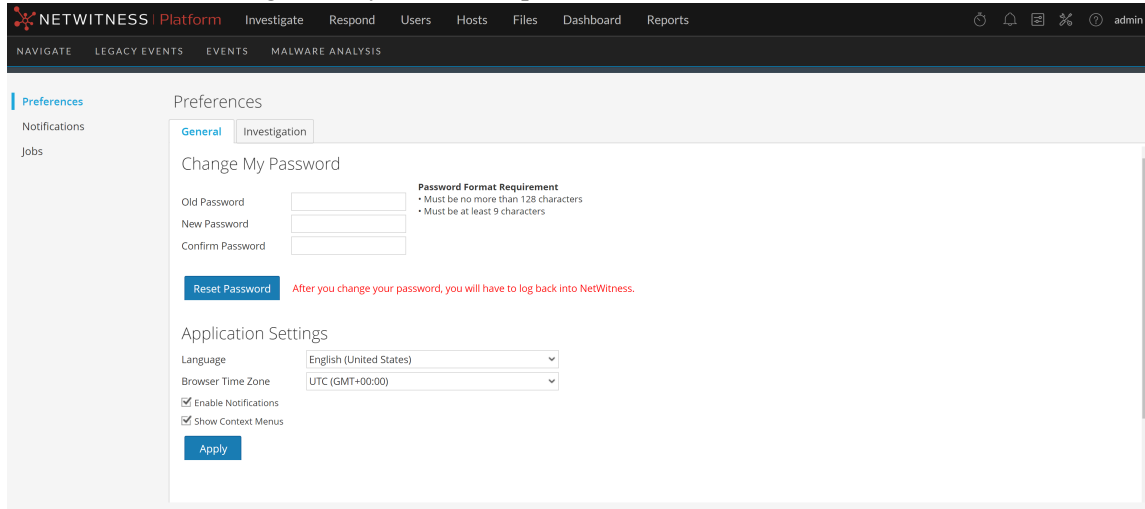 NETWITNESS Platform Investigate Respond Users Hosts Files Dashboard Reports admin
NAVIGATE LEGACY EVENTS EVENTS MALWARE ANALYSIS
Preferences
Notifications
Jobs
Preferences
General Investigation
Change My Password
Old Password
New Password
Confirm Password
Password Format Requirement
• Must be no more than 128 characters
• Must be at least 9 characters
Reset Password After you change your password, you will have to log back into NetWitness.
Application Settings
Language English (United States)
Browser Time Zone UTC (GMT+00:00)
Enable Notifications
Show Context Menus
Apply